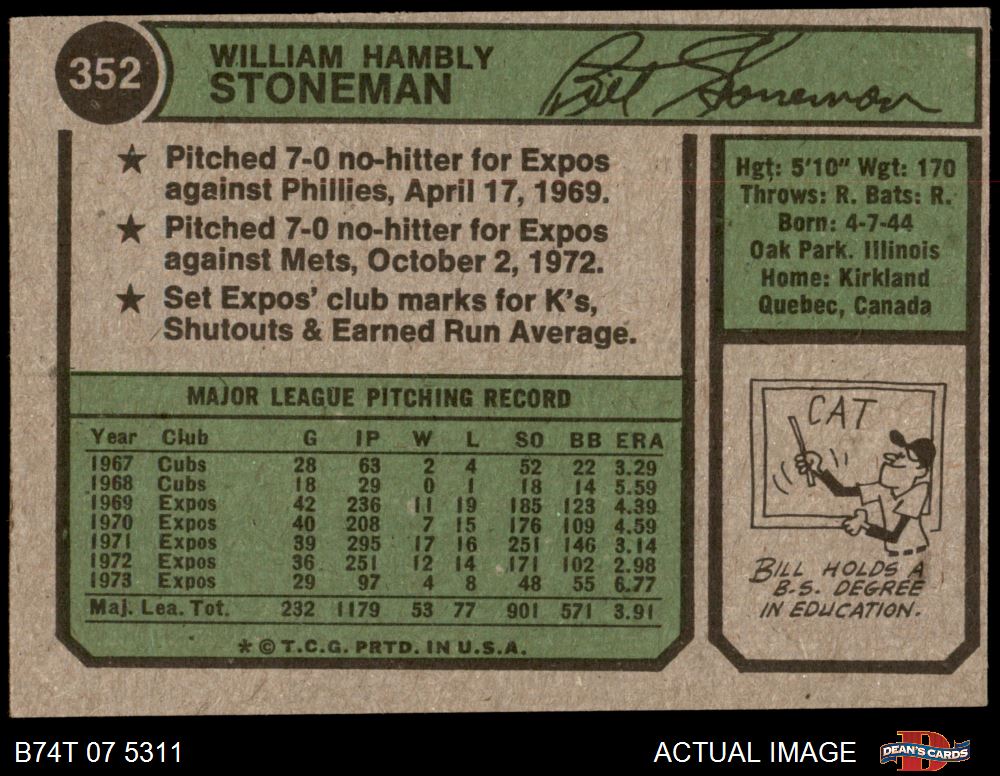 352
WILLIAM HAMBLY
STONEMAN
Bill Stoneman
★ Pitched 7-0 no-hitter for Expos
against Phillies, April 17, 1969.
★ Pitched 7-0 no-hitter for Expos
against Mets, October 2, 1972.
★ Set Expos' club marks for K's,
Shutouts & Earned Run Average.
Hgt: 5'10" Wgt: 170
Throws: R. Bats: R.
Born: 4-7-44
Oak Park. Illinois
Home: Kirkland
Quebec, Canada
MAJOR LEAGUE PITCHING RECORD
Year Club G IP W L SO BB ERA
1967 Cubs 28 63 2 4 52 22 3.29
1968 Cubs 18 29 0 1 18 14 5.59
1969 Expos 42 236 11 19 185 123 4.39
1970 Expos 40 208 7 15 176 109 4.59
1971 Expos 39 295 17 16 251 146 3.14
1972 Expos 36 251 12 14 171 102 2.98
1973 Expos 29 97 4 8 48 55 6.77
Maj. Lea. Tot. 232 1179 53 77 901 571 3.91
* © T.C.G. PRTD. IN U.S.A.
CAT
BILL HOLDS A
B.S. DEGREE
IN EDUCATION.
B74T 07 5311
ACTUAL IMAGE
DEAN'S CARDS